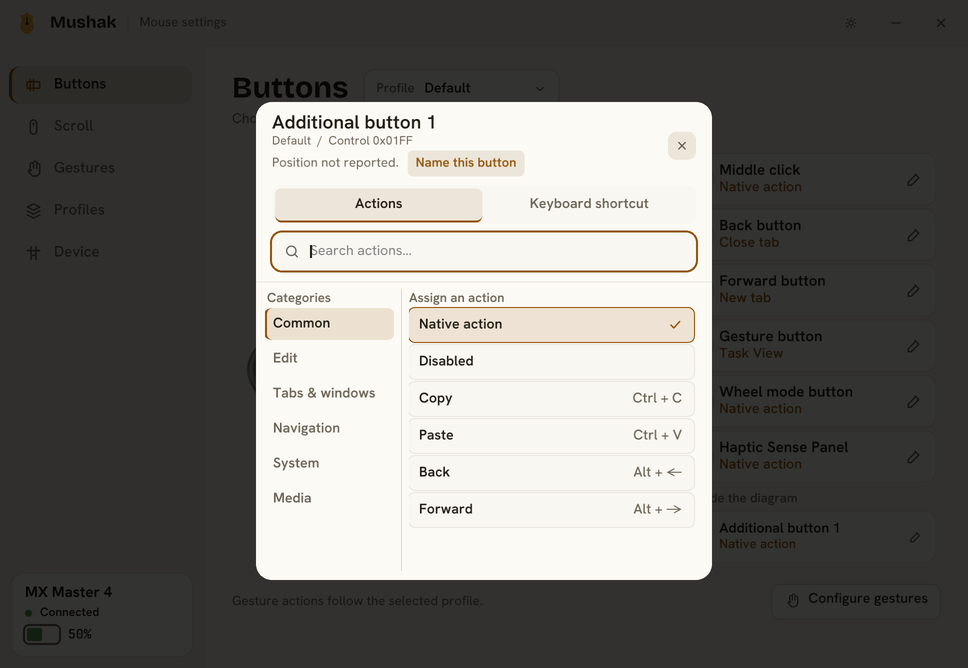 Mushak
Mouse settings
Buttons
Scroll
Gestures
Profiles
Device
MX Master 4
Connected
50%
Buttons
Profile Default
Cho
Additional button 1
Default / Control 0x01FF
Position not reported.
Name this button
Actions
Keyboard shortcut
Search actions...
Categories
Common
Edit
Tabs & windows
Navigation
System
Media
Assign an action
Native action
Disabled
Copy Ctrl + C
Paste Ctrl + V
Back Alt + ←
Forward Alt + →
Middle click
Native action
Back button
Close tab
Forward button
New tab
Gesture button
Task View
Wheel mode button
Native action
Haptic Sense Panel
Native action
de the diagram
Additional button 1
Native action
Gesture actions follow the selected profile.
Configure gestures